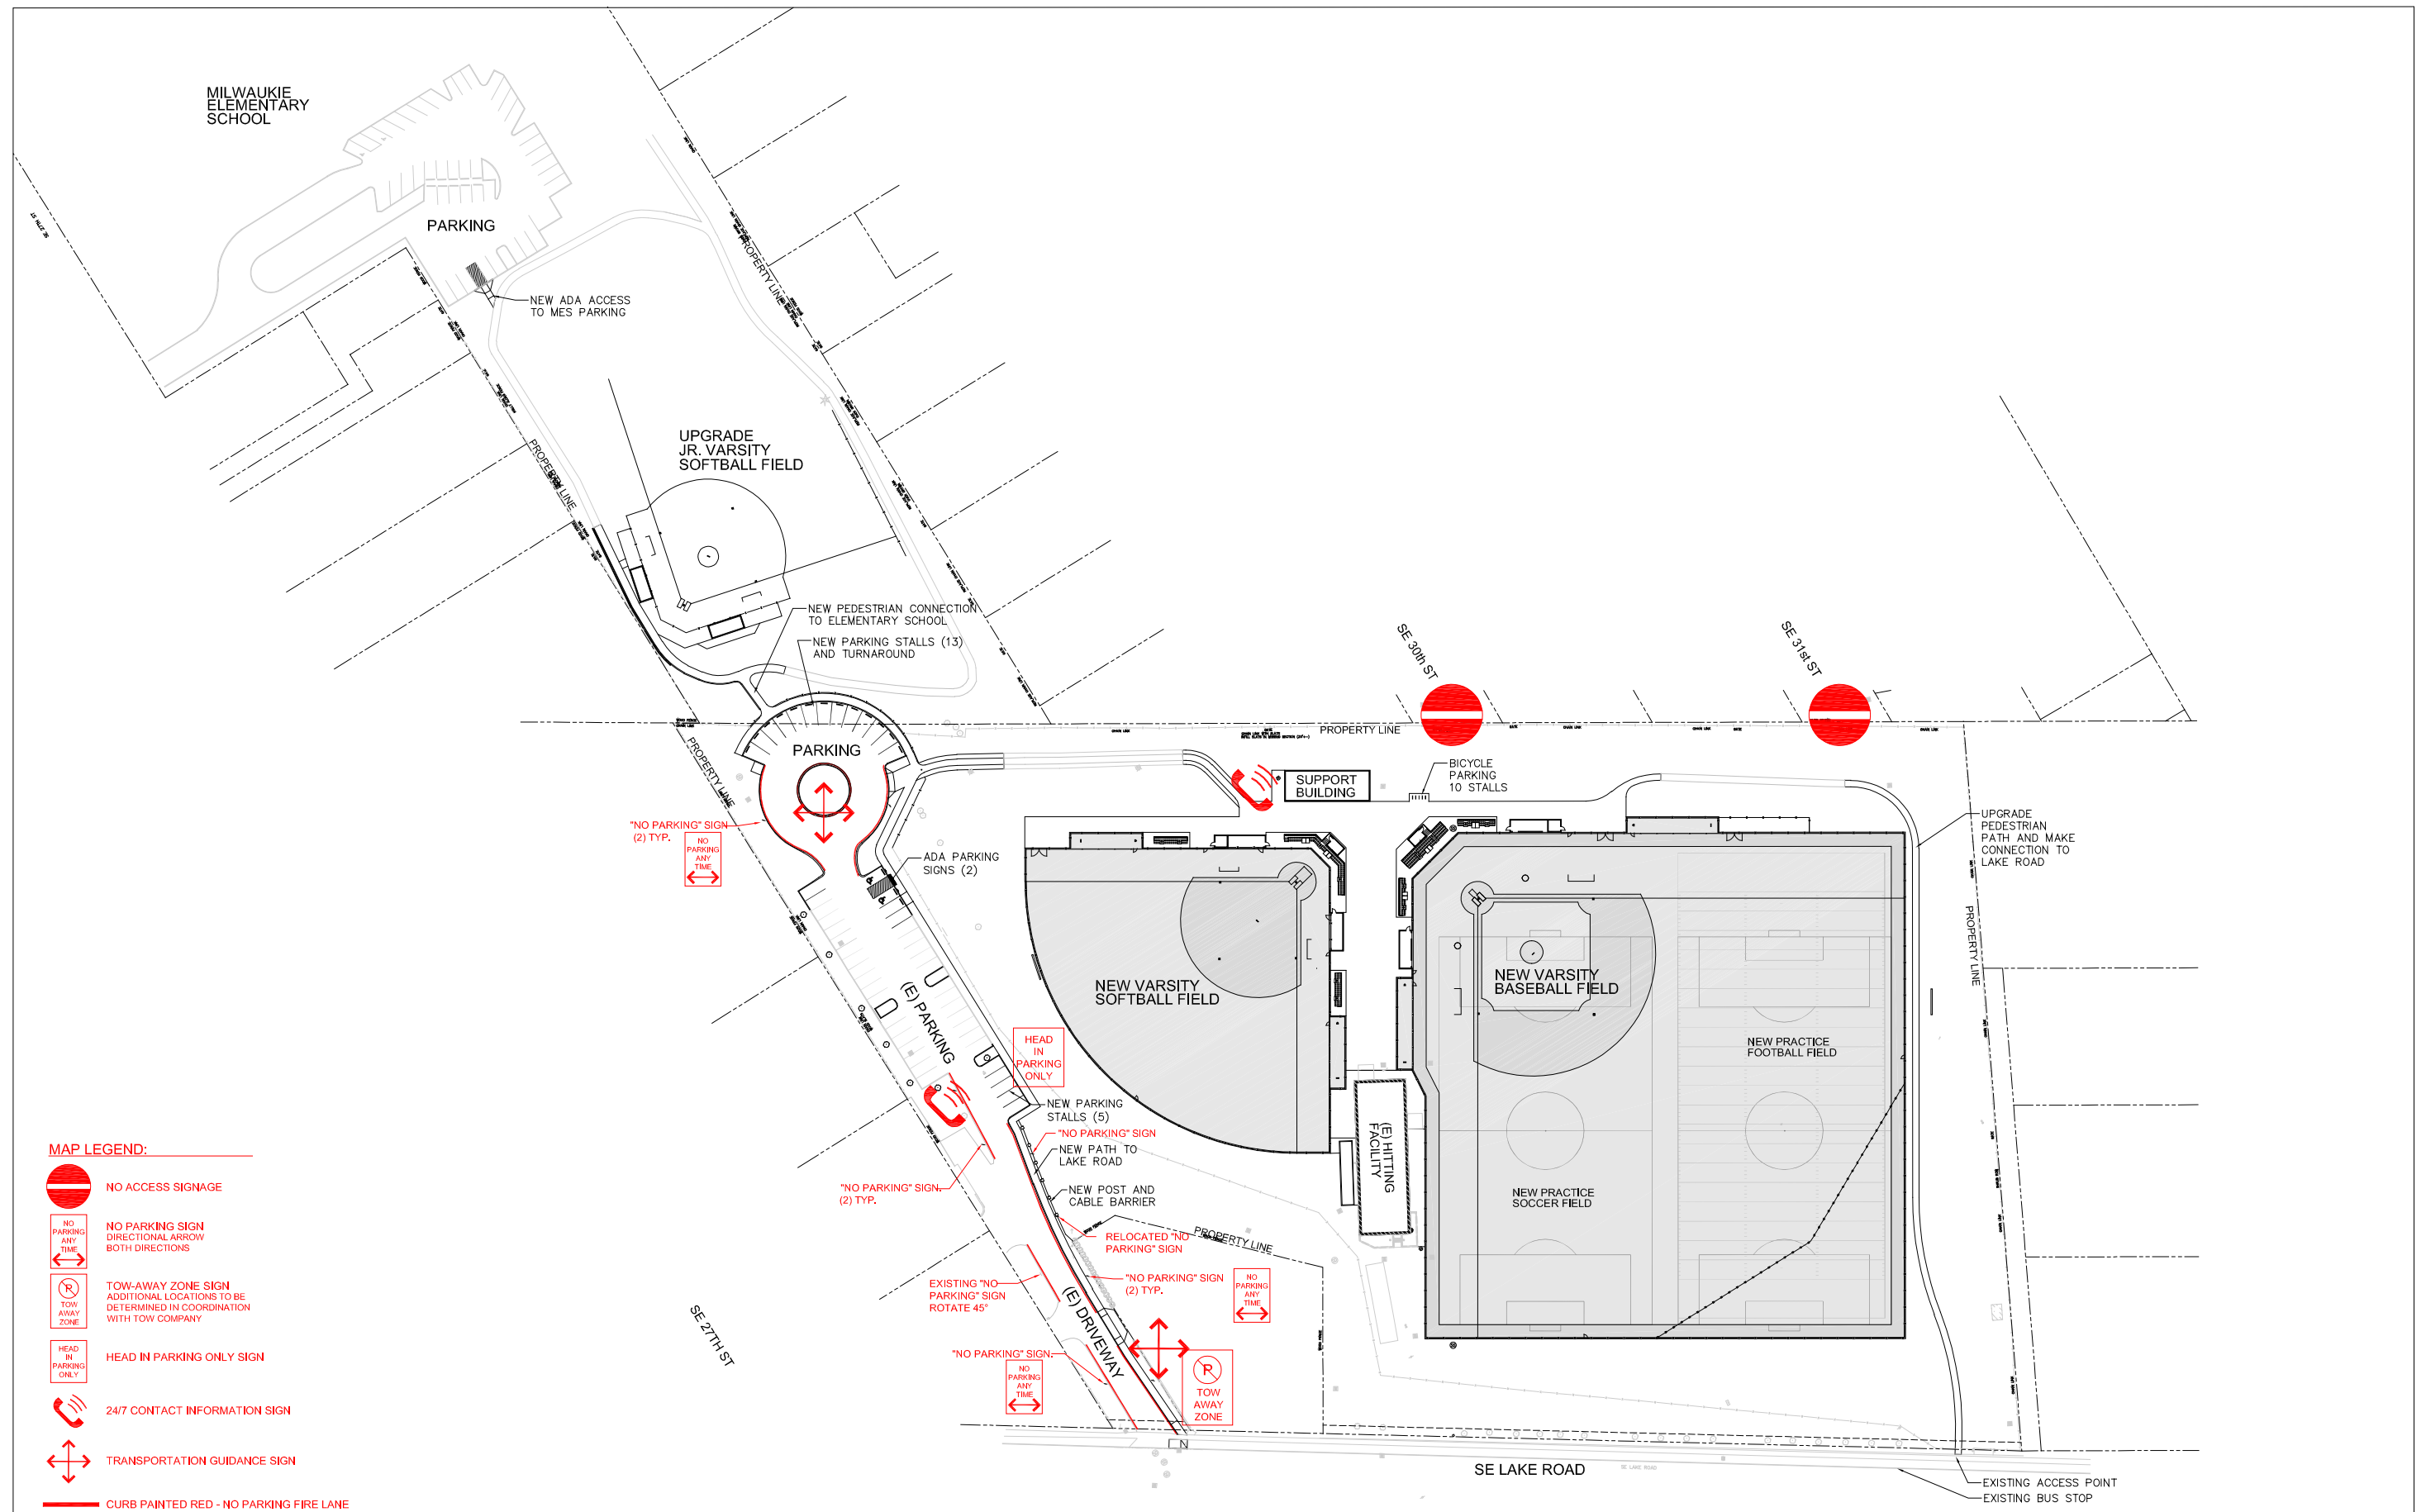 MILWAUKIE
ELEMENTARY
SCHOOL
PARKING
SE 27TH ST
NEW ADA ACCESS
TO MES PARKING
PROPERTY LINE
PROPERTY LINE
UPGRADE
JR. VARSITY
SOFTBALL FIELD
NEW PEDESTRIAN CONNECTION
TO ELEMENTARY SCHOOL
NEW PARKING STALLS (13)
AND TURNAROUND
SE 30th ST
SE 31st ST
PROPERTY LINE
PROPERTY LINE
PARKING
SUPPORT
BUILDING
BICYCLE
PARKING
10 STALLS
UPGRADE
PEDESTRIAN
PATH AND MAKE
CONNECTION TO
LAKE ROAD
"NO PARKING" SIGN
(2) TYP.
NO
PARKING
ANY
TIME
ADA PARKING
SIGNS (2)
PROPERTY LINE
(E) PARKING
NEW VARSITY
SOFTBALL FIELD
NEW VARSITY
BASEBALL FIELD
NEW PRACTICE
FOOTBALL FIELD
HEAD
IN
PARKING
ONLY
NEW PARKING
STALLS (5)
"NO PARKING" SIGN
NEW PATH TO
LAKE ROAD
(E) HITTING
FACILITY
"NO PARKING" SIGN.
(2) TYP.
NEW POST AND
CABLE BARRIER
NEW PRACTICE
SOCCER FIELD
RELOCATED "NO
PARKING" SIGN
PROPERTY LINE
EXISTING "NO
PARKING" SIGN
ROTATE 45°
"NO PARKING" SIGN
(2) TYP.
NO
PARKING
ANY
TIME
(E) DRIVEWAY
SE 27TH ST
"NO PARKING" SIGN.
NO
PARKING
ANY
TIME
P
TOW
AWAY
ZONE
SE LAKE ROAD
SE LAKE ROAD
EXISTING ACCESS POINT
EXISTING BUS STOP
MAP LEGEND:
NO ACCESS SIGNAGE
NO
PARKING
ANY
TIME
NO PARKING SIGN
DIRECTIONAL ARROW
BOTH DIRECTIONS
P
TOW
AWAY
ZONE
TOW-AWAY ZONE SIGN
ADDITIONAL LOCATIONS TO BE
DETERMINED IN COORDINATION
WITH TOW COMPANY
HEAD
IN
PARKING
ONLY
HEAD IN PARKING ONLY SIGN
24/7 CONTACT INFORMATION SIGN
TRANSPORTATION GUIDANCE SIGN
CURB PAINTED RED - NO PARKING FIRE LANE